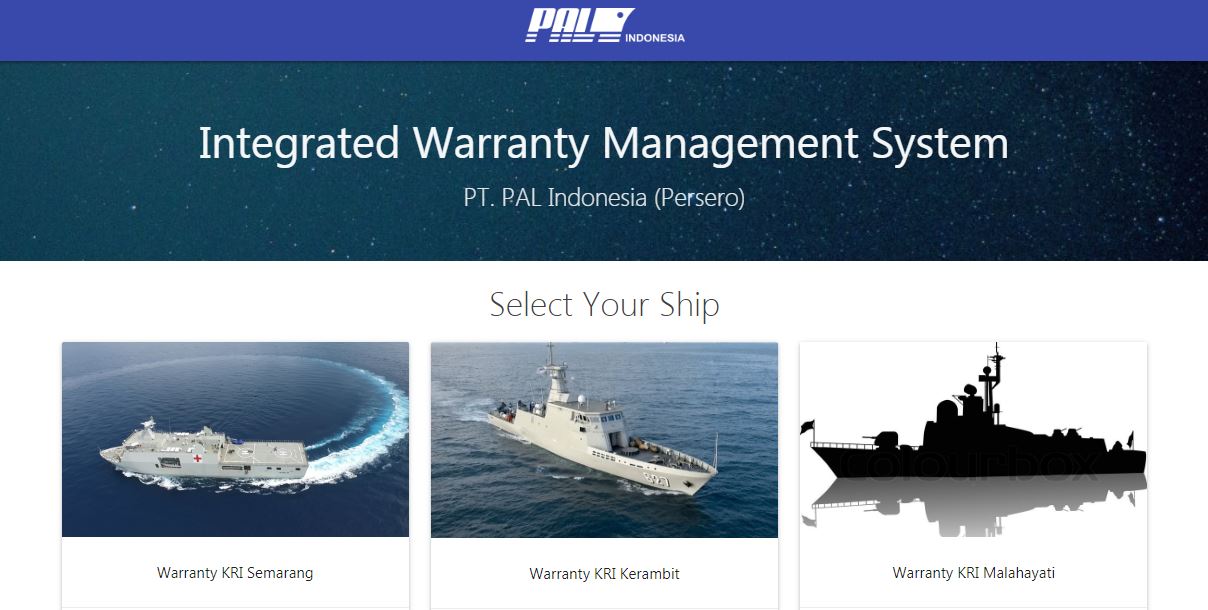 PAL INDONESIA
Integrated Warranty Management System
PT. PAL Indonesia (Persero)
Select Your Ship
927
colourbox
Warranty KRI Semarang
Warranty KRI Kerambit
Warranty KRI Malahayati